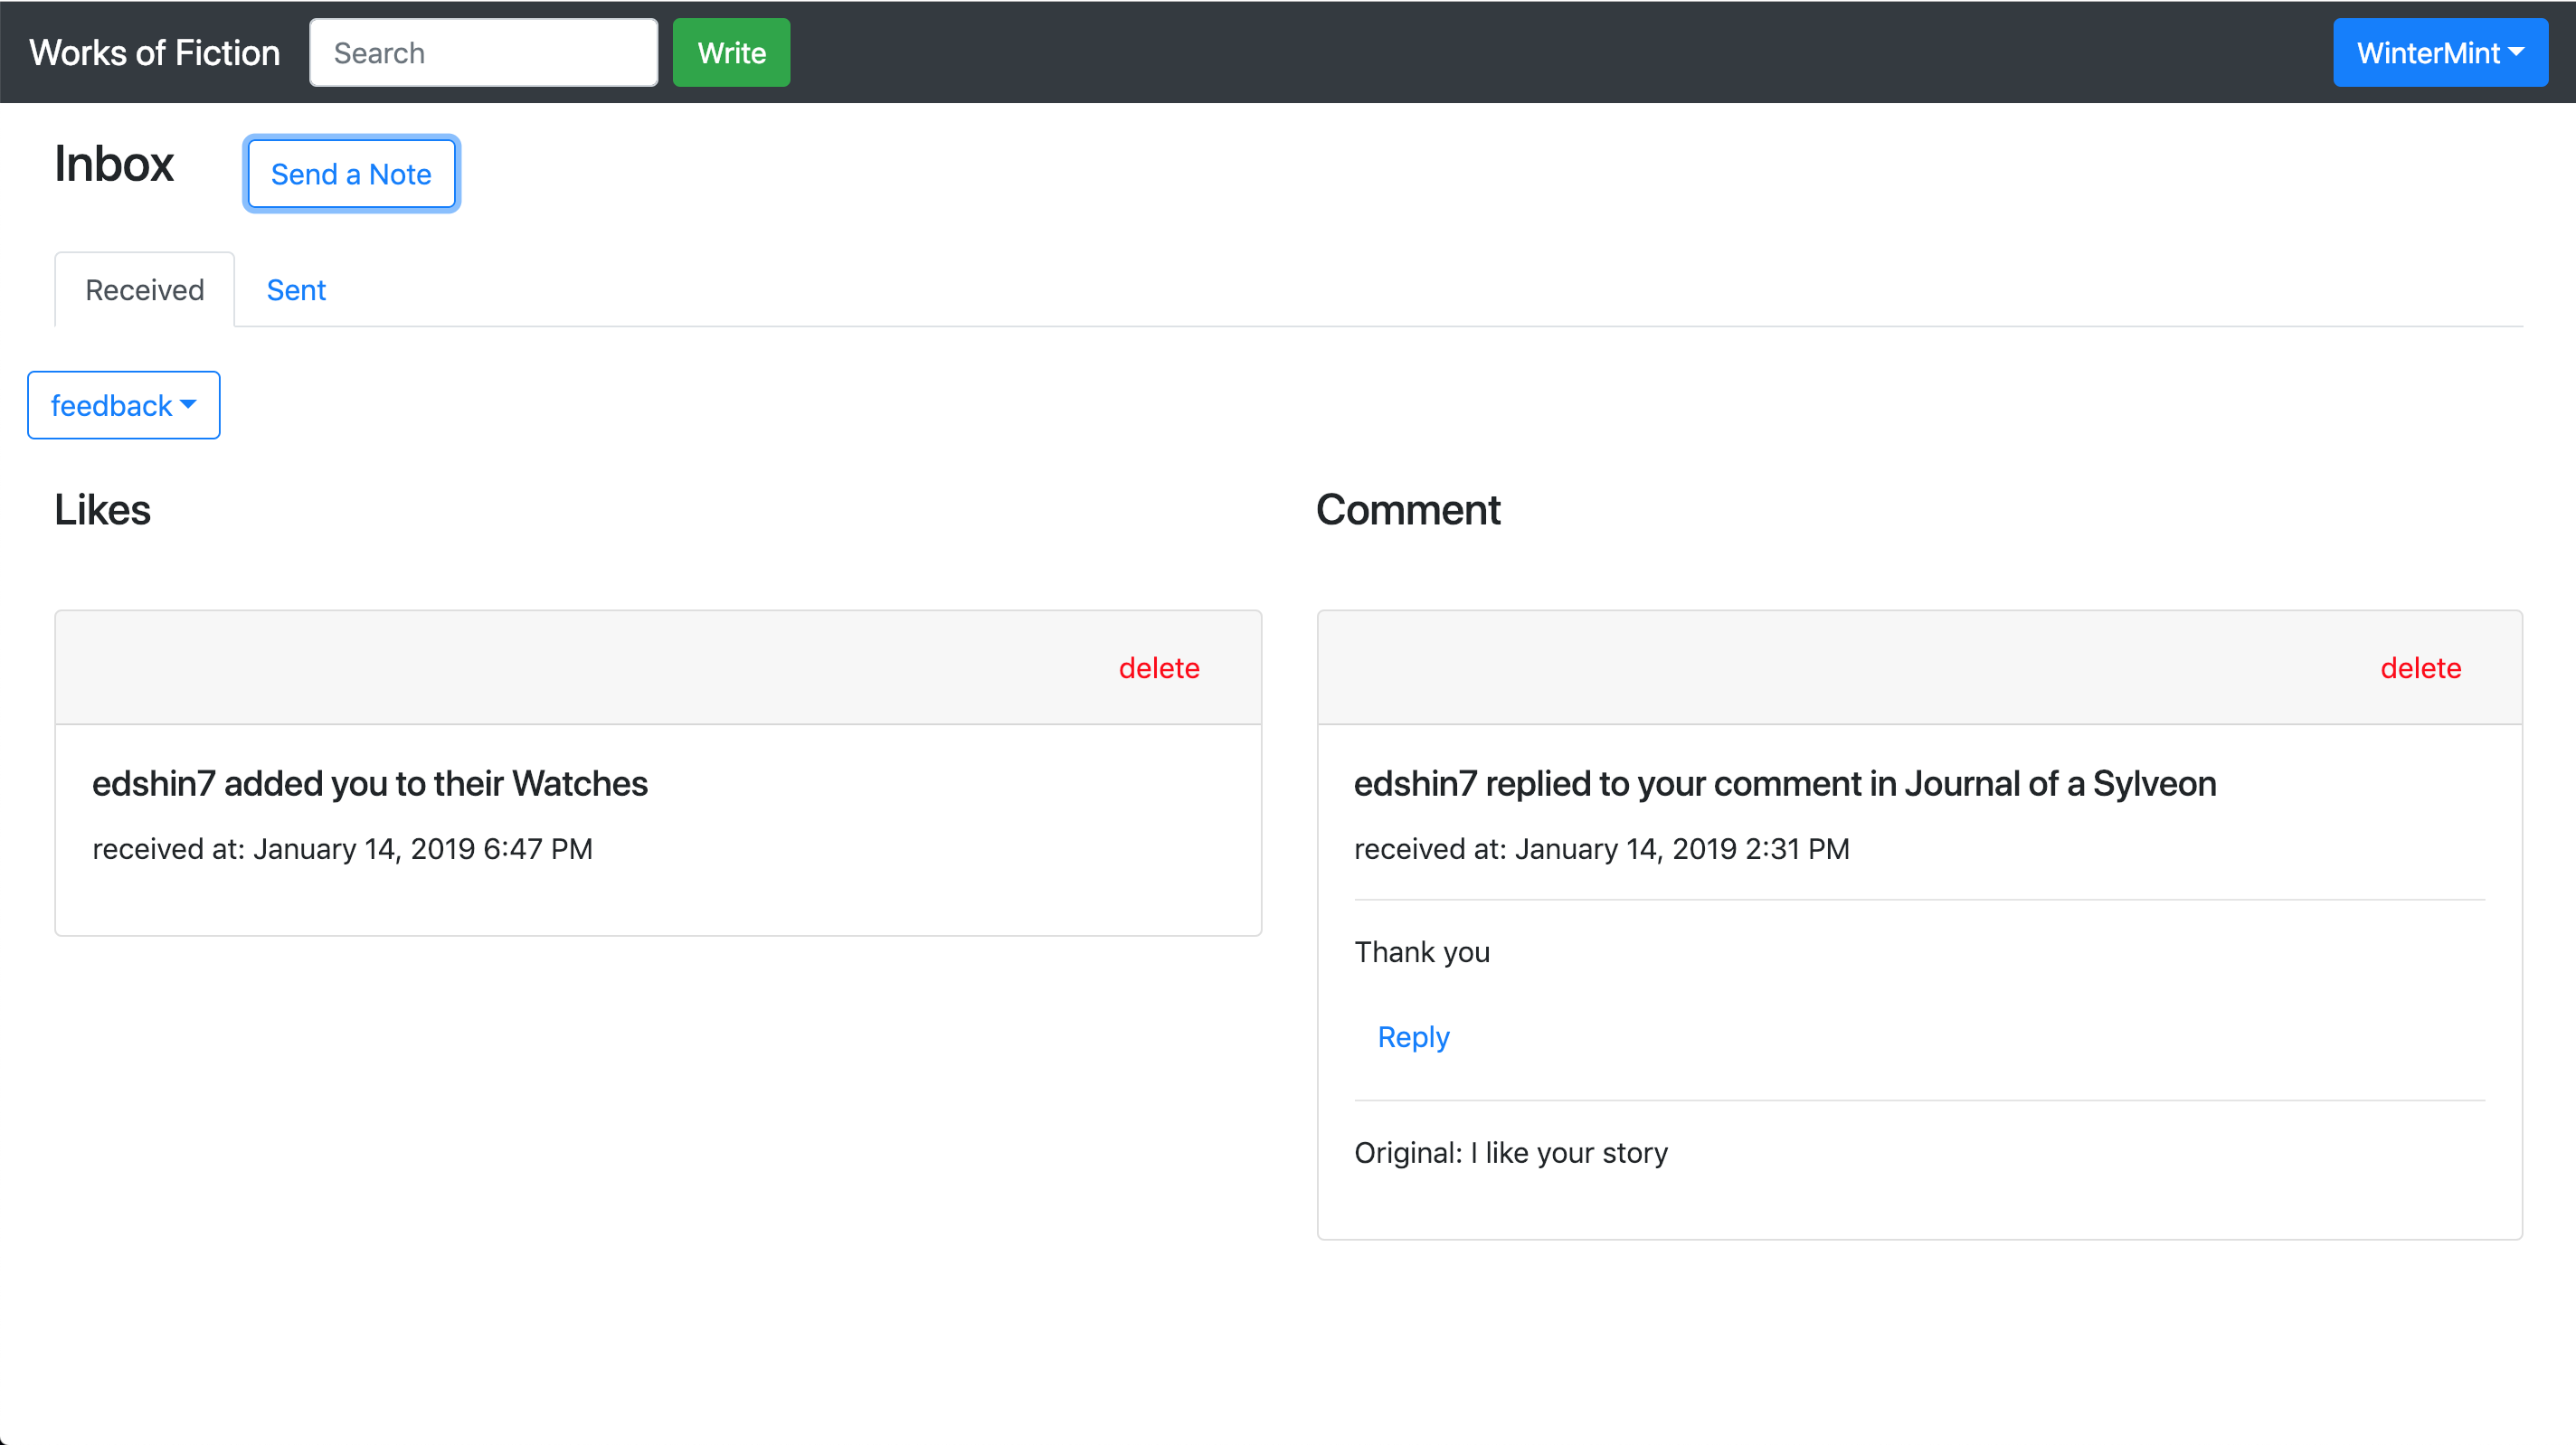 Works of Fiction
Search
Write
WinterMint
Inbox
Send a Note
Received
Sent
feedback
Likes
delete
edshin7 added you to their Watches
received at: January 14, 2019 6:47 PM
Comment
delete
edshin7 replied to your comment in Journal of a Sylveon
received at: January 14, 2019 2:31 PM
Thank you
Reply
Original: I like your story